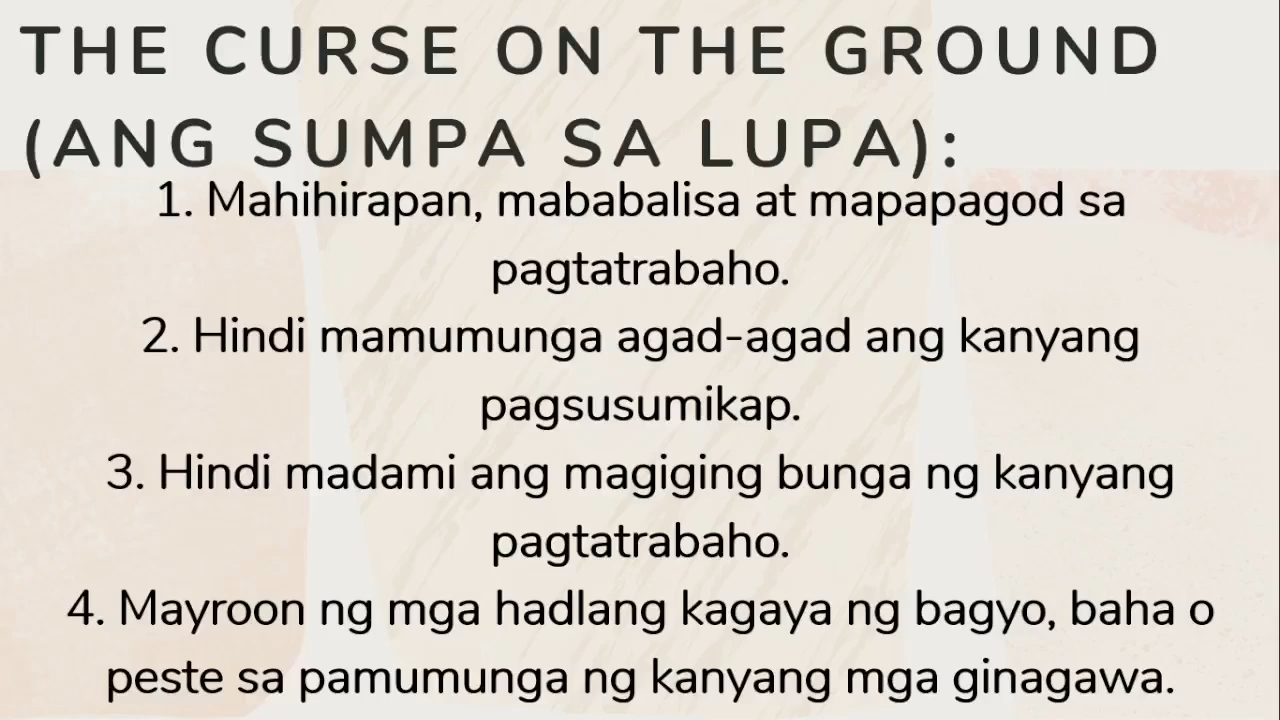 THE CURSE ON THE GROUND
(ANG SUMPA SA LUPA):
1. Mahihirapan, mababalisa at mapapagod sa
pagtatrabaho.
2. Hindi mamumunga agad-agad ang kanyang
pagsusumikap.
3. Hindi madami ang magiging bunga ng kanyang
pagtatrabaho.
4. Mayroon ng mga hadlang kagaya ng bagyo, baha o
peste sa pamumunga ng kanyang mga ginagawa.